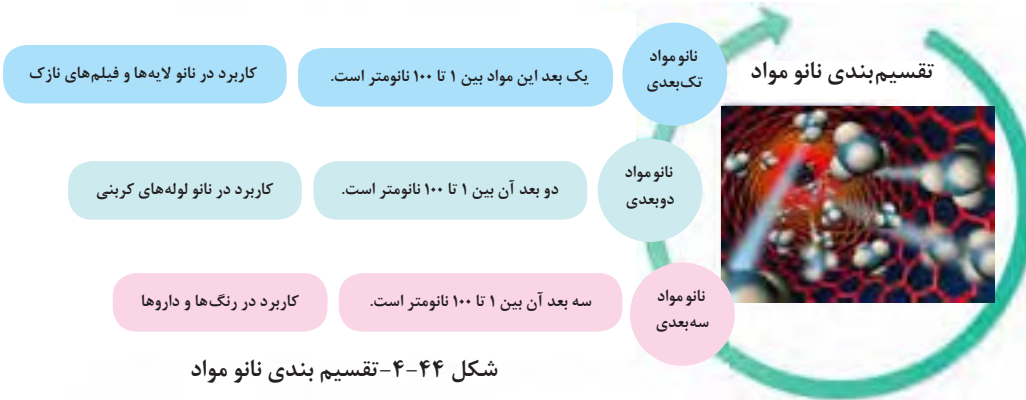 تقسیم‌بندی نانو مواد
نانو مواد
تک‌بعدی
یک بعد این مواد بین ۱ تا ۱۰۰ نانومتر است.
کاربرد در نانو لایه‌ها و فیلم‌های نازک
نانو مواد
دوبعدی
دو بعد آن بین ۱ تا ۱۰۰ نانومتر است.
کاربرد در نانو لوله‌های کربنی
نانو مواد
سه‌بعدی
سه بعد آن بین ۱ تا ۱۰۰ نانومتر است.
کاربرد در رنگ‌ها و داروها
شکل ۴۴-۴-تقسیم بندی نانو مواد